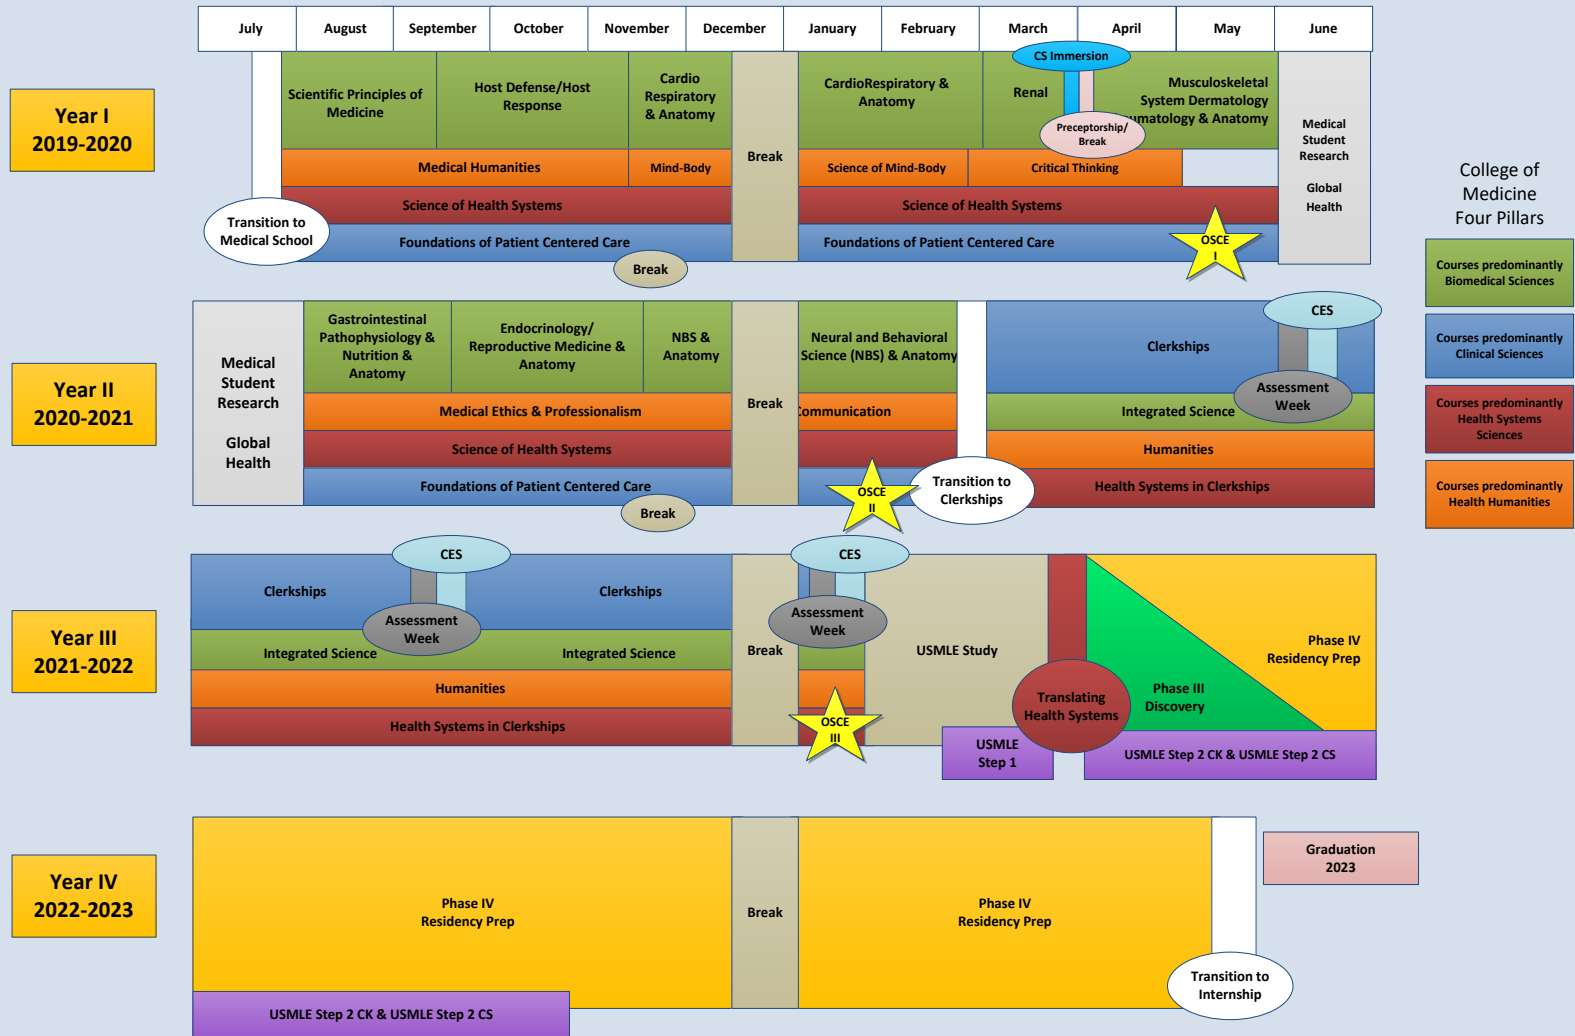 July
August
September
October
November
December
January
February
March
April
May
June
Year I
2019-2020
Scientific Principles of
Medicine
Host Defense/Host
Response
Cardio
Respiratory
& Anatomy
Break
CardioRespiratory &
Anatomy
Renal
CS Immersion
Preceptorship/
Break
Musculoskeletal
System Dermatology
umatology & Anatomy
Medical
Student
Research
Global
Health
Medical Humanities
Mind-Body
Science of Mind-Body
Critical Thinking
Science of Health Systems
Science of Health Systems
Transition to
Medical School
Foundations of Patient Centered Care
Break
Foundations of Patient Centered Care
OSCE
I
College of
Medicine
Four Pillars
Courses predominantly
Biomedical Sciences
Courses predominantly
Clinical Sciences
Courses predominantly
Health Systems
Sciences
Courses predominantly
Health Humanities
Year II
2020-2021
Medical
Student
Research
Global
Health
Gastrointestinal
Pathophysiology &
Nutrition &
Anatomy
Endocrinology/
Reproductive Medicine &
Anatomy
NBS &
Anatomy
Break
Neural and Behavioral
Science (NBS) & Anatomy
Clerkships
CES
Assessment
Week
Medical Ethics & Professionalism
Communication
Integrated Science
Science of Health Systems
Humanities
Foundations of Patient Centered Care
Break
OSCE
II
Transition to
Clerkships
Health Systems in Clerkships
Year III
2021-2022
Clerkships
CES
Assessment
Week
Clerkships
Break
CES
Assessment
Week
USMLE Study
Integrated Science
Integrated Science
Humanities
Health Systems in Clerkships
OSCE
III
Translating
Health Systems
Phase III
Discovery
Phase IV
Residency Prep
USMLE
Step 1
USMLE Step 2 CK & USMLE Step 2 CS
Year IV
2022-2023
Phase IV
Residency Prep
Break
Phase IV
Residency Prep
Graduation
2023
Transition to
Internship
USMLE Step 2 CK & USMLE Step 2 CS